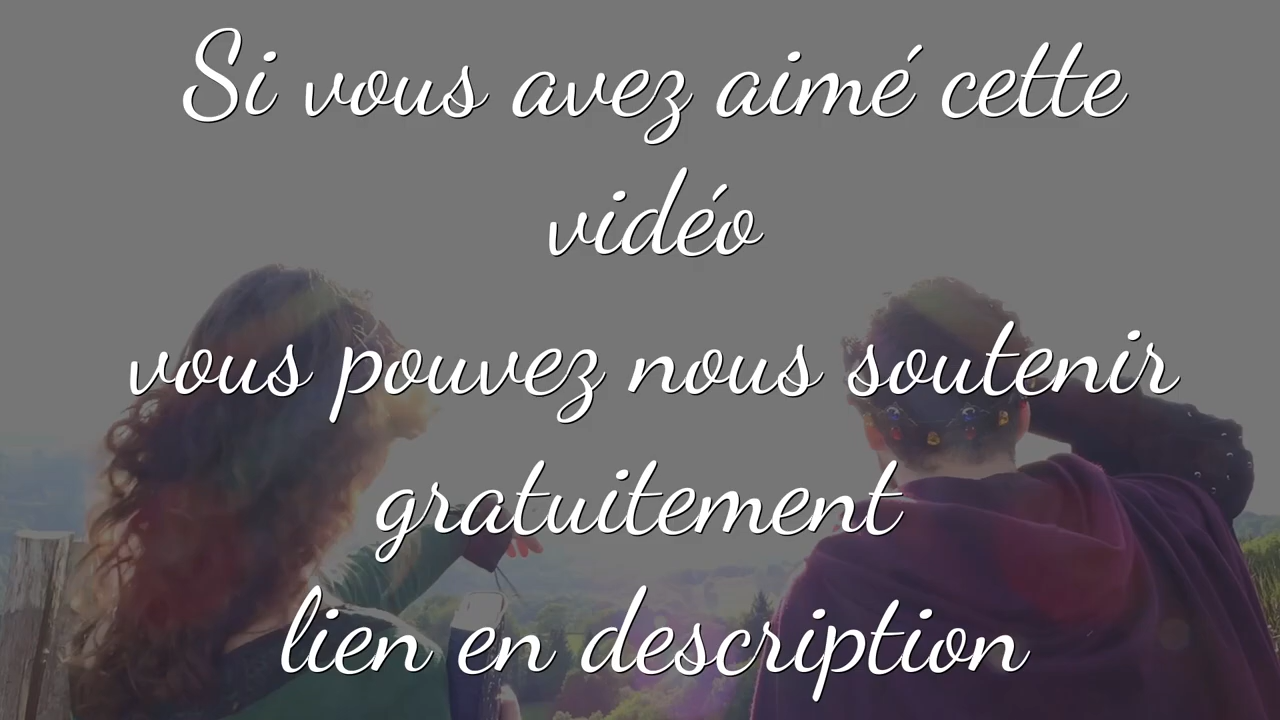 Si vous avez aimé cette
vidéo
vous pouvez nous soutenir
gratuitement
lien en description